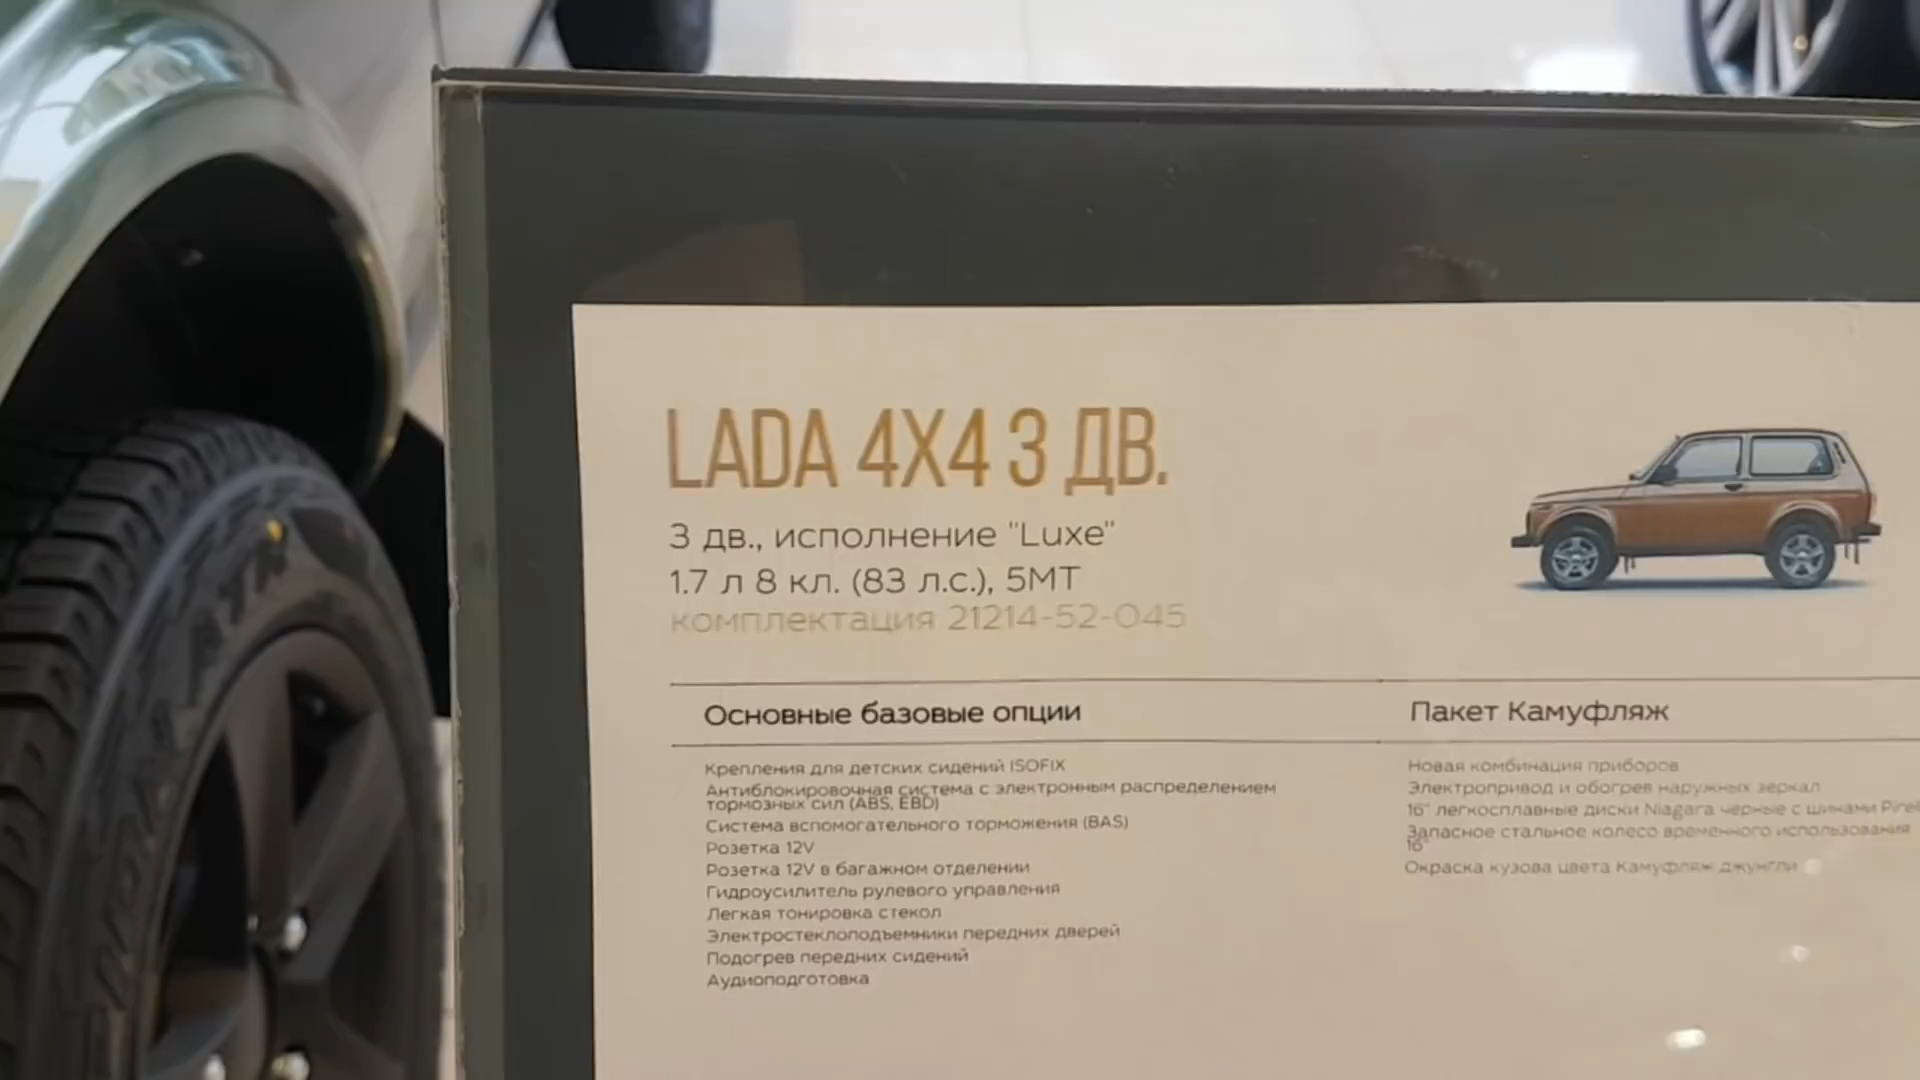 LADA 4X4 3 ДВ.
3 дв., исполнение "Luxe"
1.7 л 8 кл. (83 л.с.), 5МТ
комплектация 21214-52-045
Основные базовые опции
Крепления для детских сидений ISOFIX
Антиблокировочная система с электронным распределением
тормозных сил (ABS, EBD)
Система вспомогательного торможения (BAS)
Розетка 12V
Розетка 12V в багажном отделении
Гидроусилитель рулевого управления
Легкая тонировка стекол
Электростеклоподъемники передних дверей
Подогрев передних сидений
Аудиоподготовка
Пакет Камуфляж
Новая комбинация приборов
Электропривод и обогрев наружных зеркал
16" легкосплавные диски Niagara черные с шинами
Запасное стальное колесо временного использования
16"
Окраска кузова цвета Камуфляж джунгли